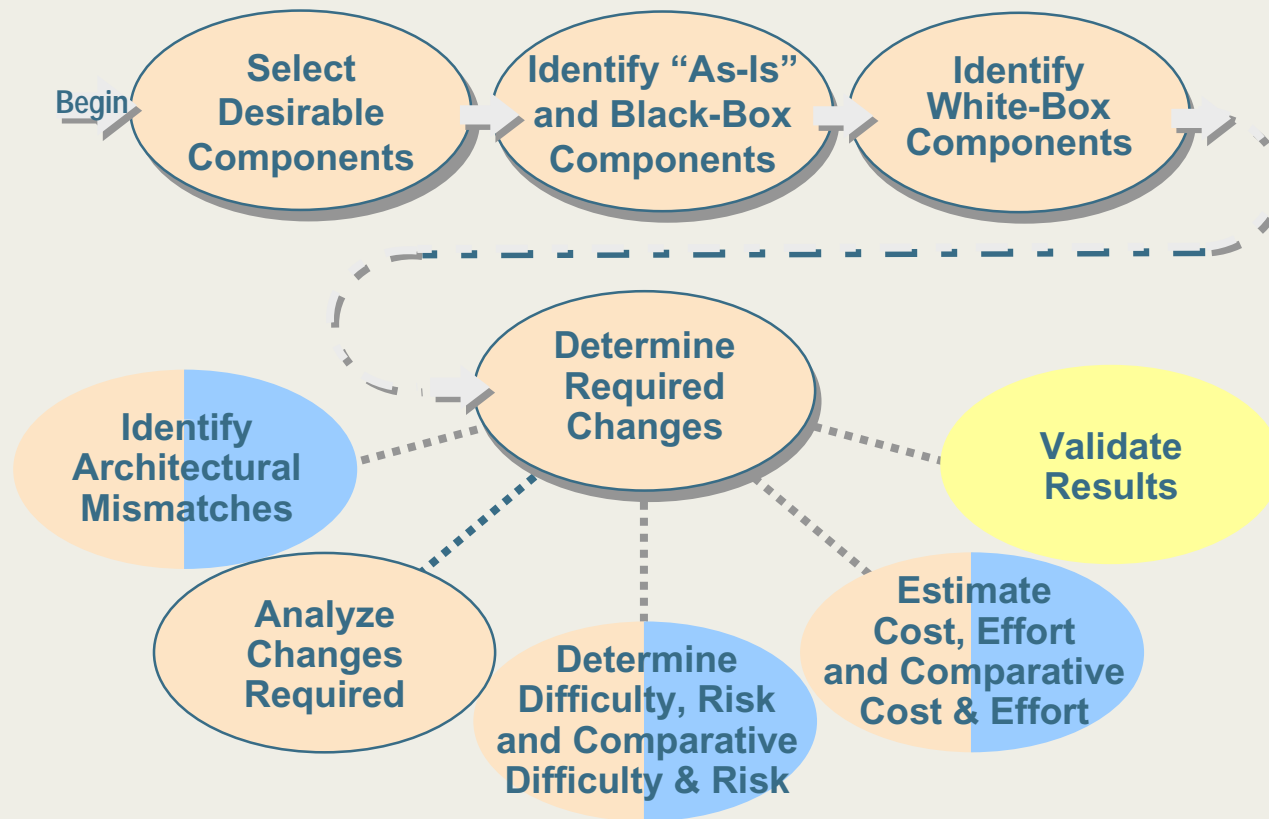 Begin
Select
Desirable
Components
Identify “As-Is”
and Black-Box
Components
Identify
White-Box
Components
Determine
Required
Changes
Identify
Architectural
Mismatches
Analyze
Changes
Required
Determine
Difficulty, Risk
and Comparative
Difficulty & Risk
Estimate
Cost, Effort
and Comparative
Cost & Effort
Validate
Results